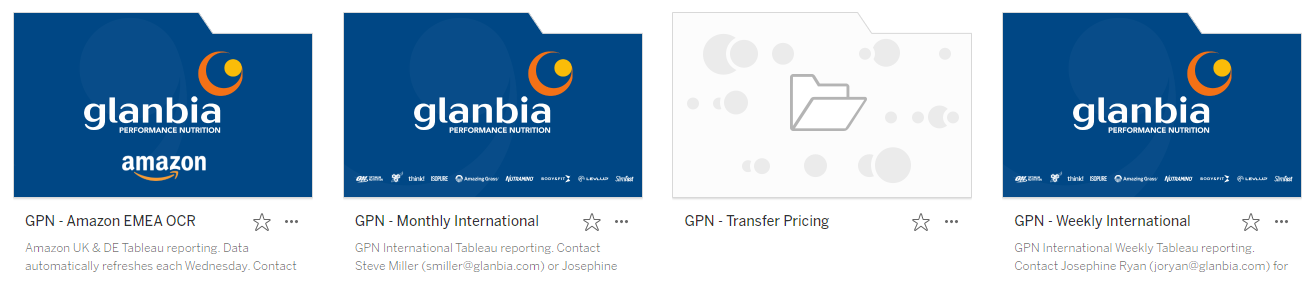 glanbia
PERFORMANCE NUTRITION
amazon
GPN - Amazon EMEA OCR
Amazon UK & DE Tableau reporting. Data
automatically refreshes each Wednesday. Contact
glanbia
PERFORMANCE NUTRITION
ON BSN think! ISOPURE Amazing Grass NUTRAMINO BODY&FIT LEVLUP SlimFast
GPN - Monthly International
GPN International Tableau reporting. Contact
Steve Miller (smiller@glanbia.com) or Josephine
GPN - Transfer Pricing
glanbia
PERFORMANCE NUTRITION
ON BSN think! ISOPURE Amazing Grass NUTRAMINO BODY&FIT LEVLUP SlimFast
GPN - Weekly International
GPN International Weekly Tableau reporting.
Contact Josephine Ryan (joryan@glanbia.com) for